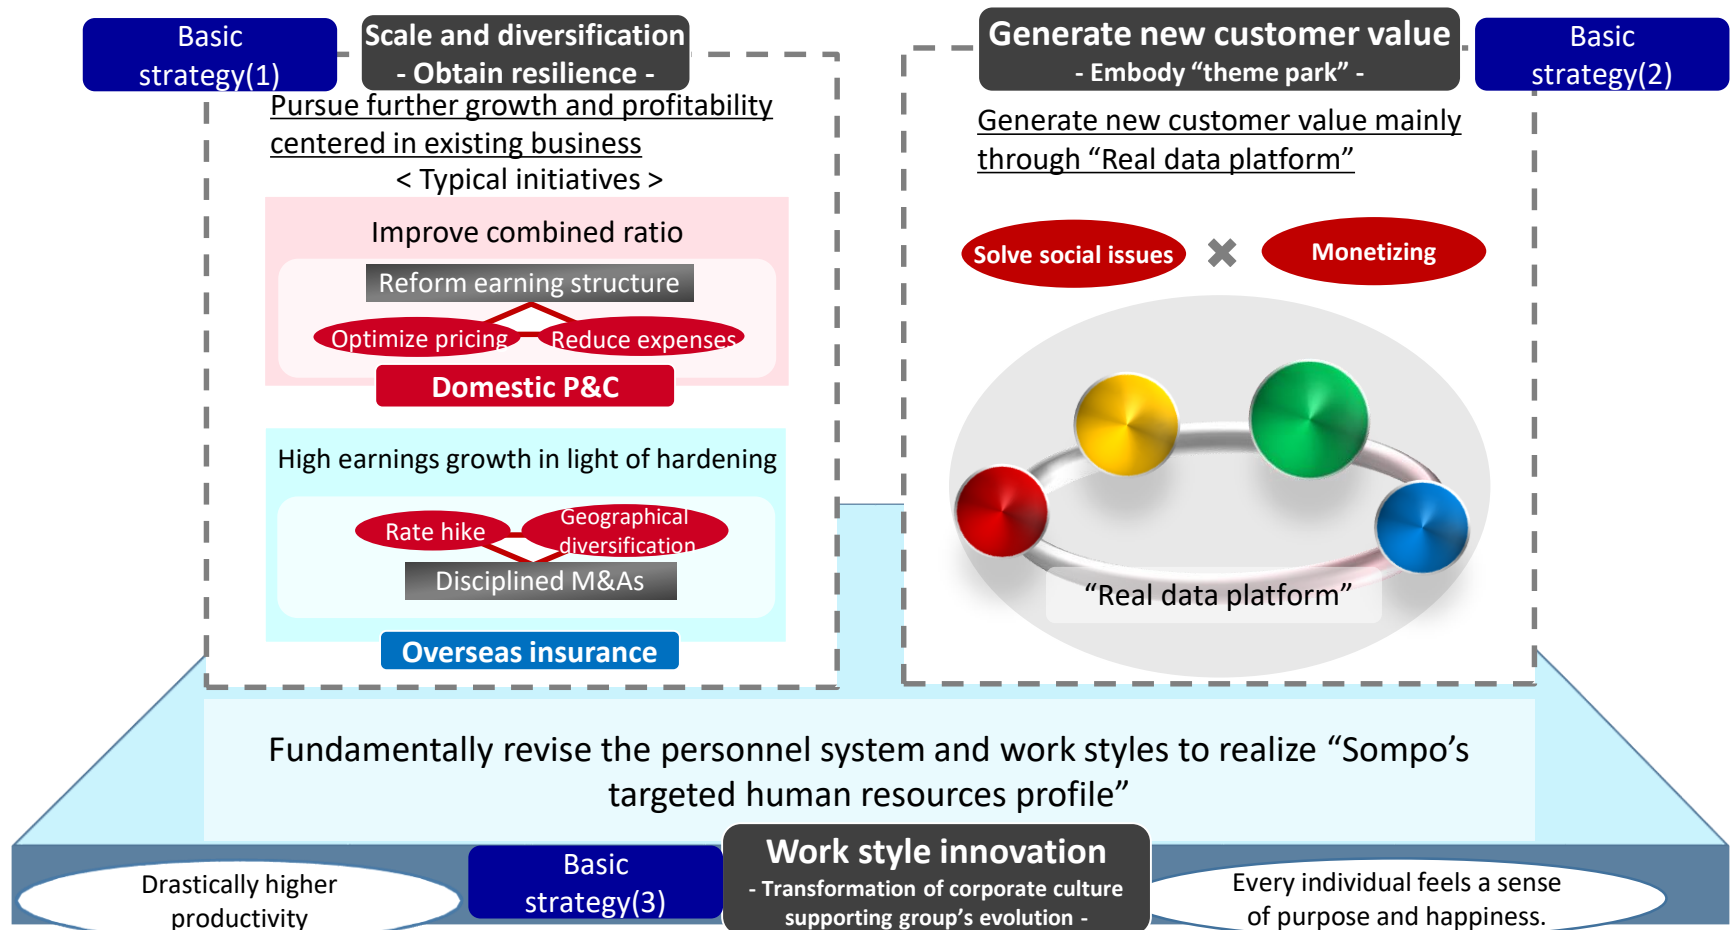 Basic
strategy(1)
Scale and diversification
- Obtain resilience -
Pursue further growth and profitability
centered in existing business
< Typical initiatives >
Improve combined ratio
Reform earning structure
Optimize pricing
Reduce expenses
Domestic P&C
High earnings growth in light of hardening
Rate hike
Geographical
diversification
Disciplined M&As
Overseas insurance
Generate new customer value
- Embody “theme park” -
Basic
strategy(2)
Generate new customer value mainly
through “Real data platform”
Solve social issues
Monetizing
“Real data platform”
Fundamentally revise the personnel system and work styles to realize “Sompo’s
targeted human resources profile”
Drastically higher
productivity
Basic
strategy(3)
Work style innovation
- Transformation of corporate culture
supporting group’s evolution -
Every individual feels a sense
of purpose and happiness.